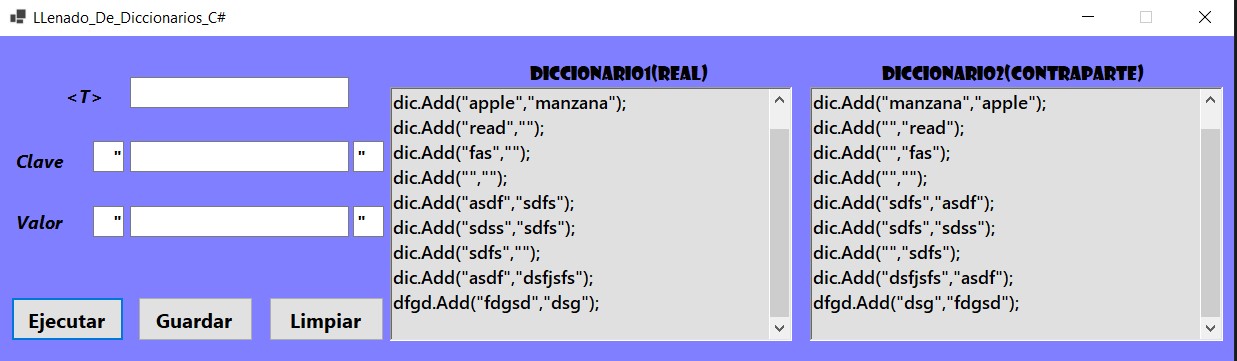 LLenado_De_Diccionarios_C#
<T>
Clave " "
Valor " "
Ejecutar Guardar Limpiar
DICCIONARIO1(REAL)
dic.Add("apple","manzana");
dic.Add("read","");
dic.Add("fas","");
dic.Add("","");
dic.Add("asdf","sdfs");
dic.Add("sdss","sdfs");
dic.Add("sdfs","");
dic.Add("asdf","dsfjsfs");
dfgd.Add("fdgsd","dsg");
DICCIONARIO2(CONTRAPARTE)
dic.Add("manzana","apple");
dic.Add("","read");
dic.Add("","fas");
dic.Add("","");
dic.Add("sdfs","asdf");
dic.Add("sdfs","sdss");
dic.Add("","sdfs");
dic.Add("dsfjsfs","asdf");
dfgd.Add("dsg","fdgsd");